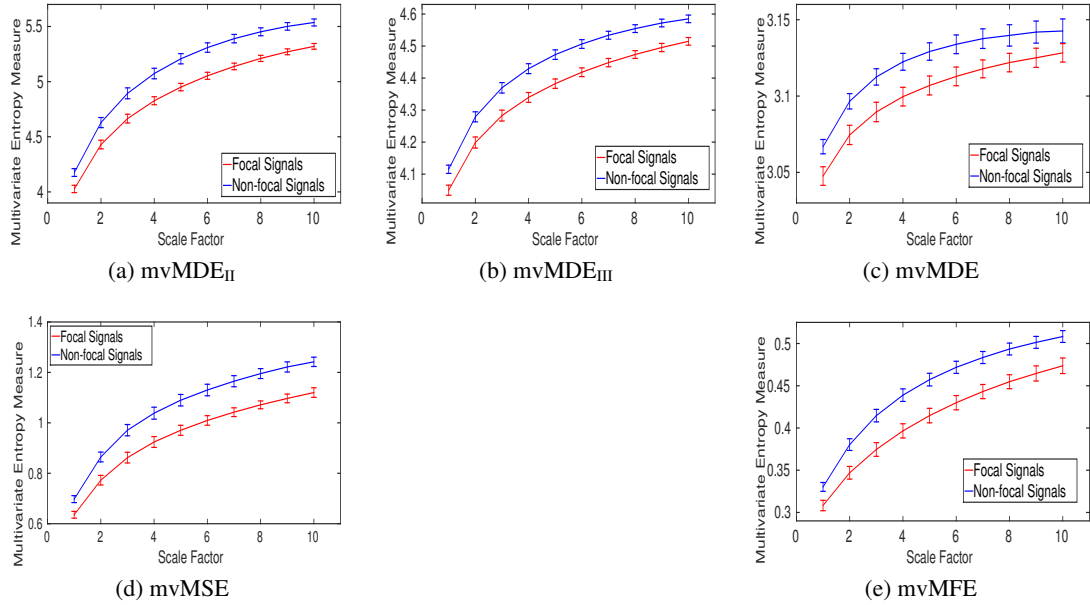 Multivariate Entropy Measure
5.5
5
4.5
4
0 2 4 6 8 10
Scale Factor
Focal Signals
Non-focal Signals
(a) mvMDEII
Multivariate Entropy Measure
4.6
4.5
4.4
4.3
4.2
4.1
0 2 4 6 8 10
Scale Factor
Focal Signals
Non-focal Signals
(b) mvMDEIII
Multivariate Entropy Measure
3.15
3.1
3.05
0 2 4 6 8 10
Scale Factor
Focal Signals
Non-focal Signals
(c) mvMDE
Multivariate Entropy Measure
1.4
1.2
1
0.8
0.6
0 2 4 6 8 10
Scale Factor
Focal Signals
Non-focal Signals
(d) mvMSE
Multivariate Entropy Measure
0.5
0.45
0.4
0.35
0.3
0 2 4 6 8 10
Scale Factor
Focal Signals
Non-focal Signals
(e) mvMFE